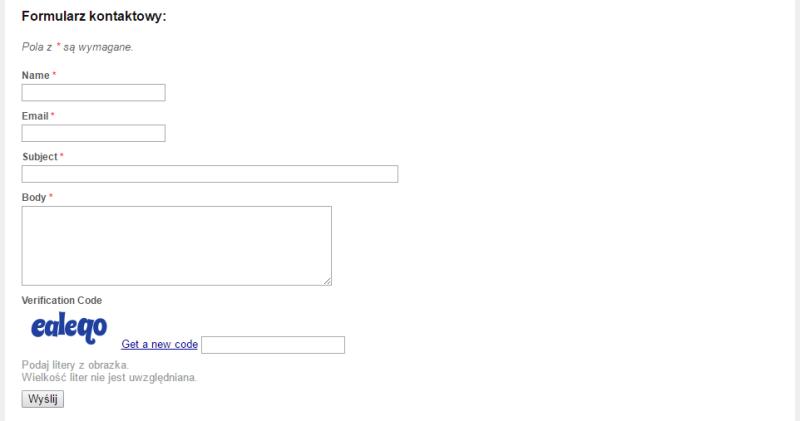 Formularz kontaktowy:
Pola z * są wymagane.
Name *
Email *
Subject *
Body *
Verification Code
ealeqo
Get a new code
Podaj litery z obrazka.
Wielkość liter nie jest uwzględniana.
Wyślij